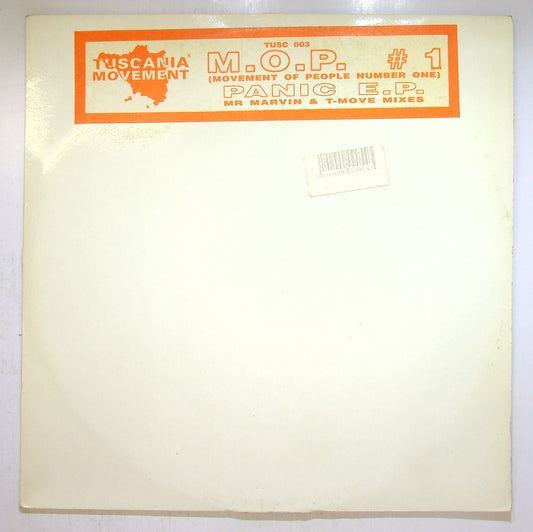 TUSCANIA
MOVEMENT
TUSC 003
M.O.P. # 1
(MOVEMENT OF PEOPLE NUMBER ONE)
PANIC E.P.
MR MARVIN & T-MOVE MIXES